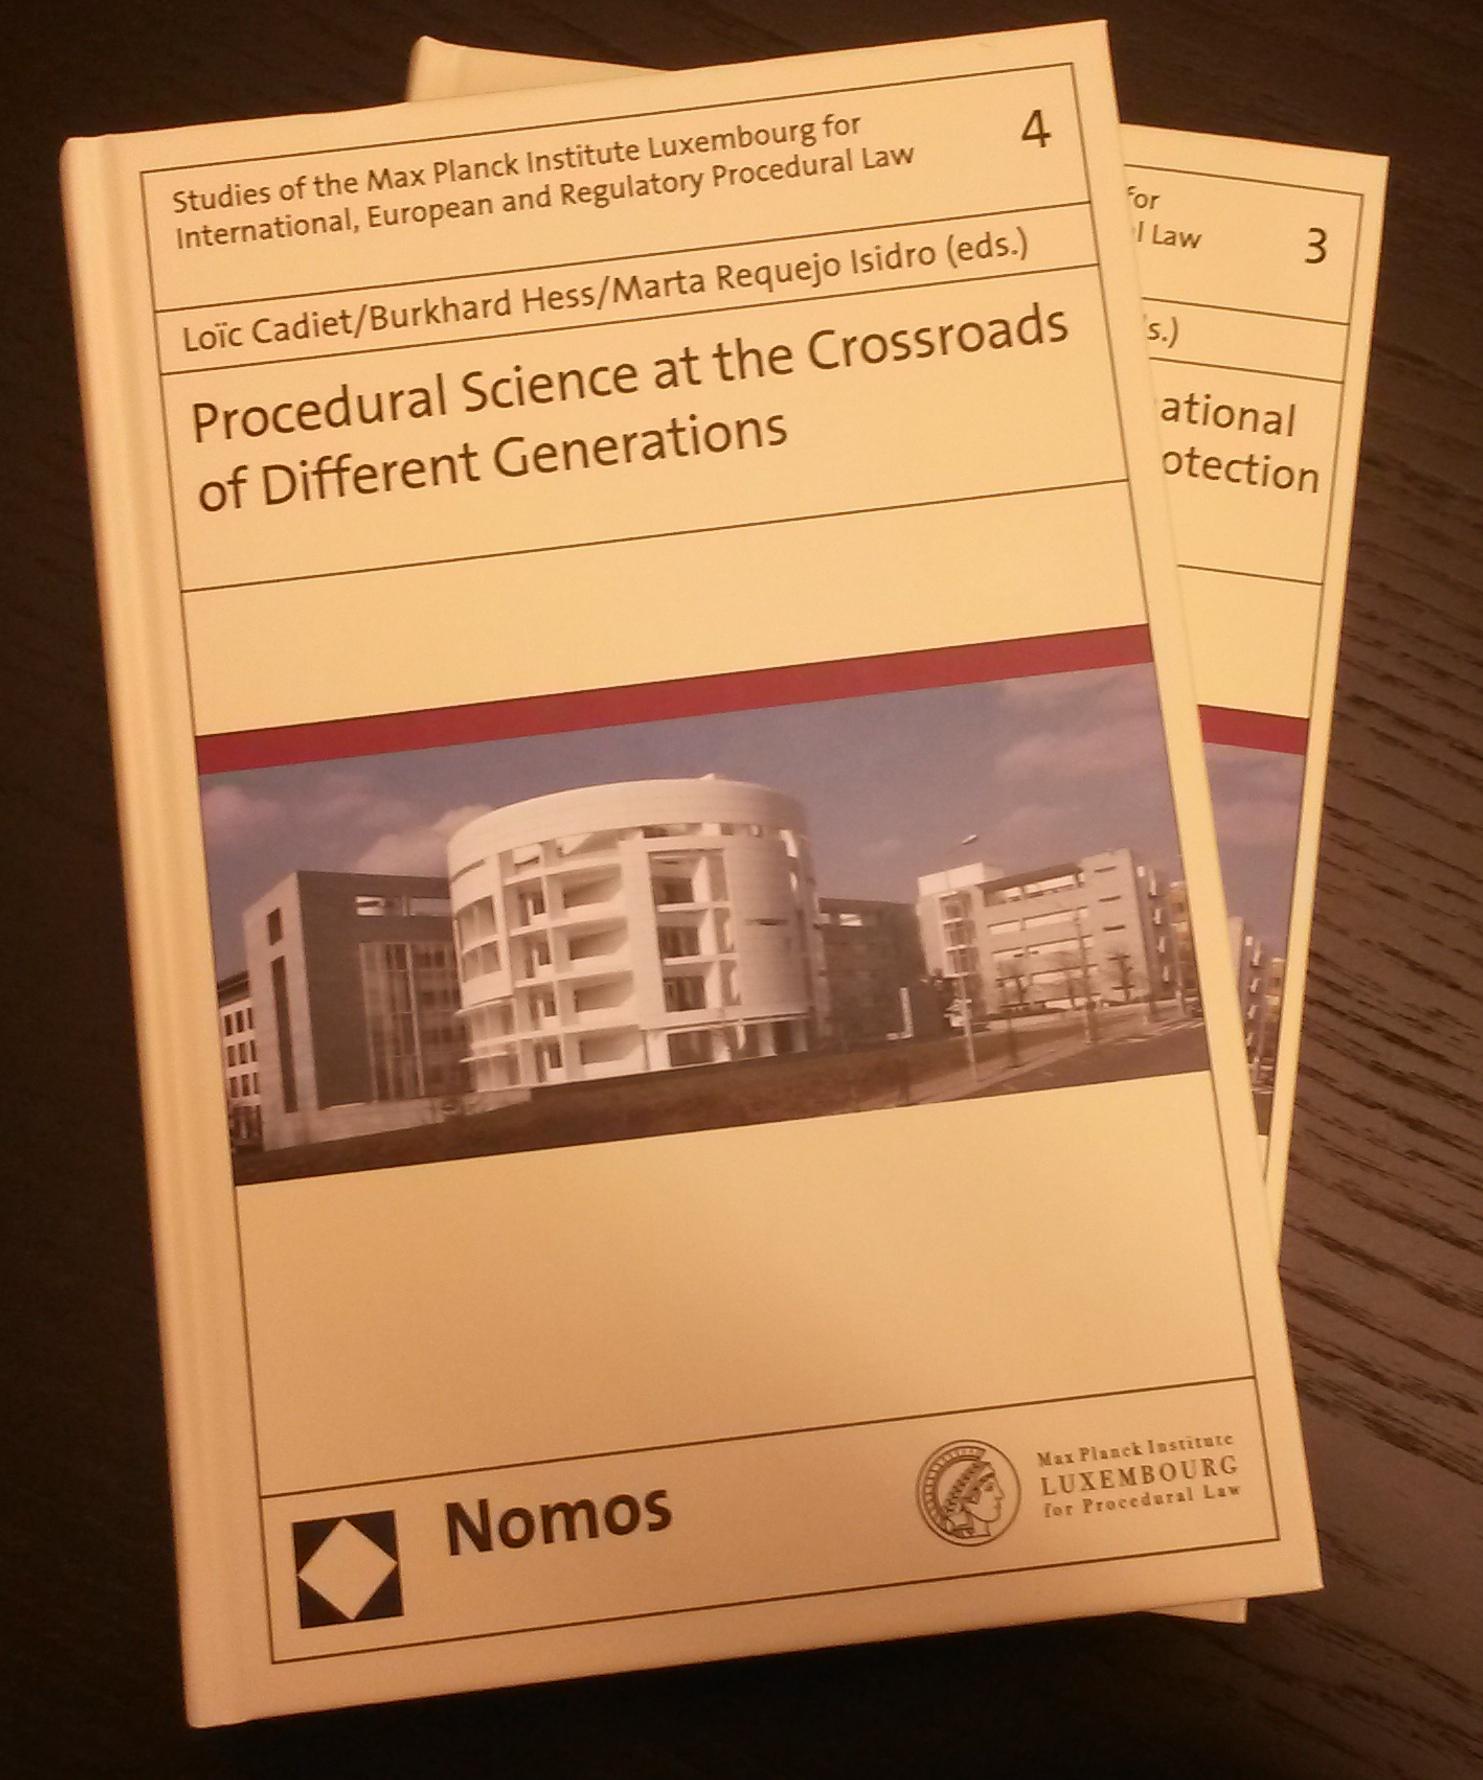 Studies of the Max Planck Institute Luxembourg for
International, European and Regulatory Procedural Law
4
Loïc Cadiet/Burkhard Hess/Marta Requejo Isidro (eds.)
Procedural Science at the Crossroads
of Different Generations
Nomos
Max Planck Institute
LUXEMBOURG
for Procedural Law
for
l Law
3
s.)
ational
otection